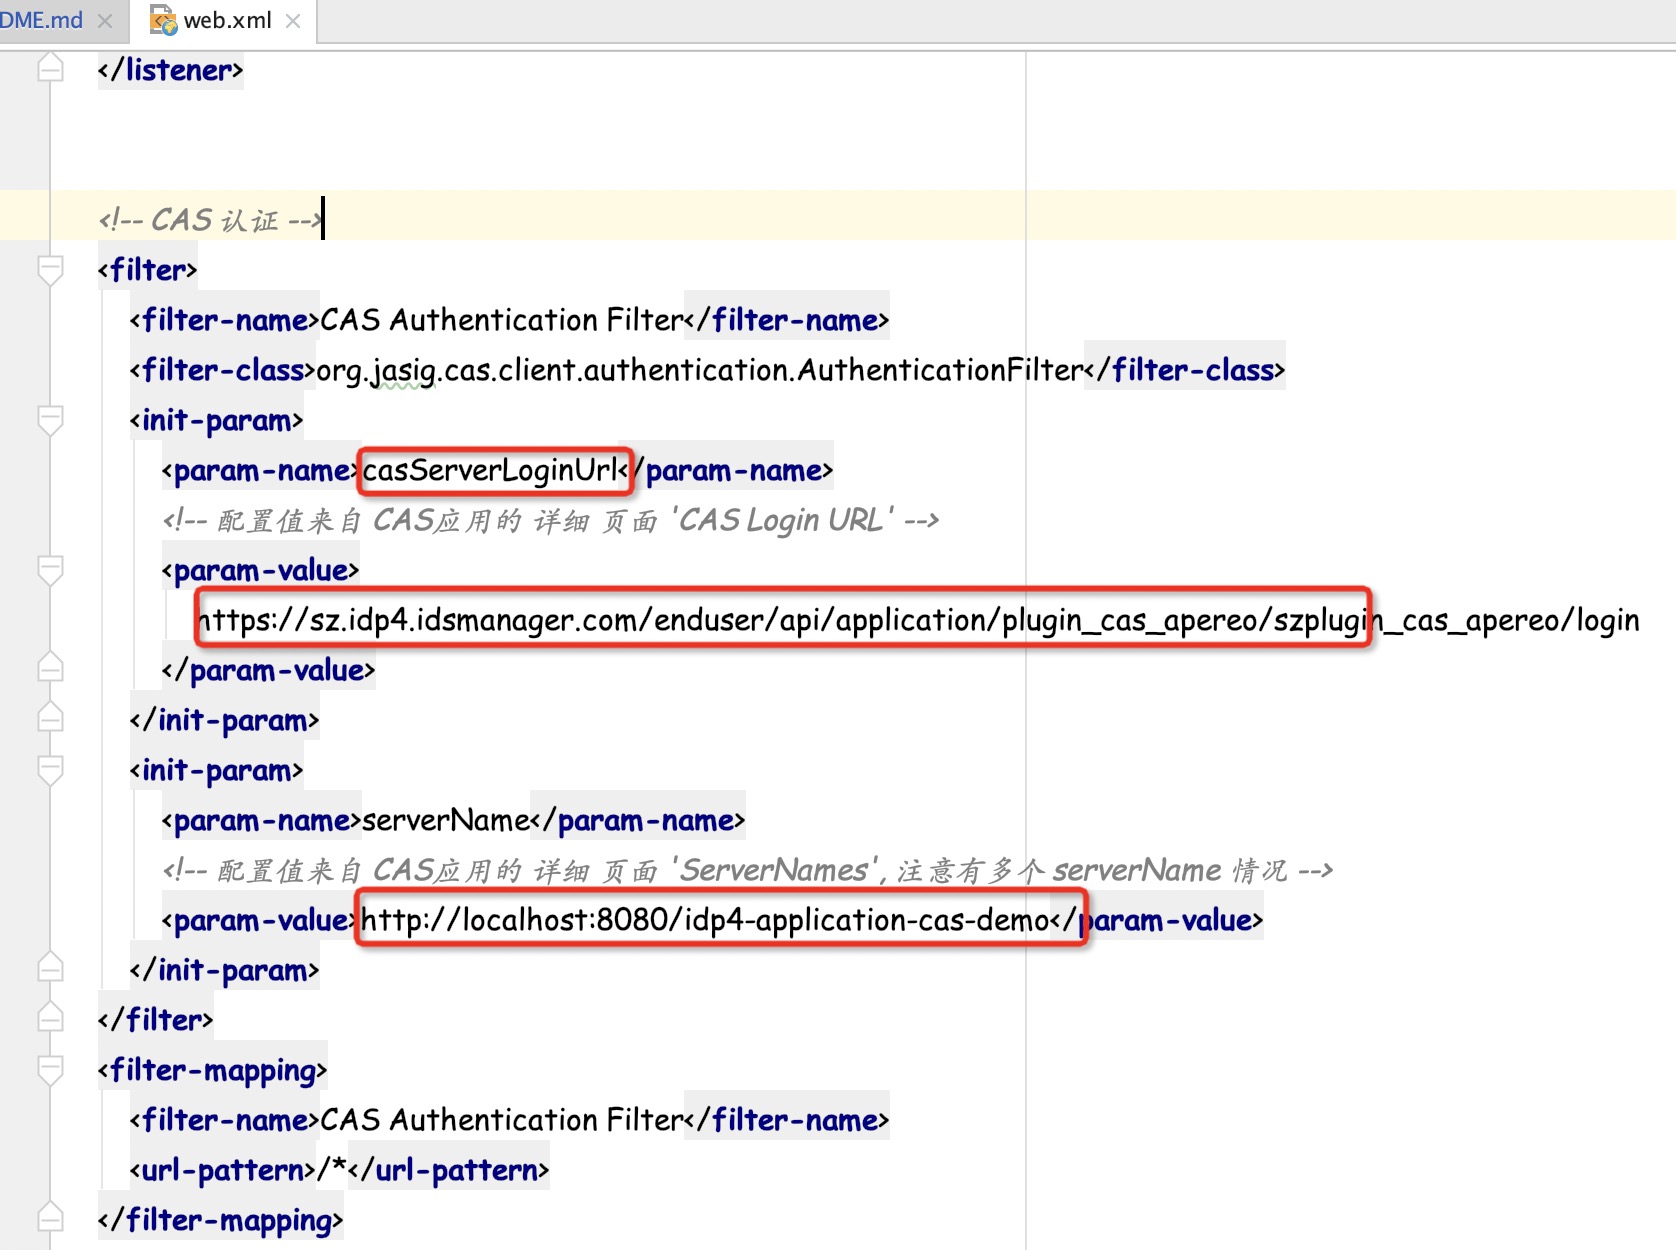 DME.md
web.xml
</listener>
<!-- CAS 认证 -->
<filter>
<filter-name>CAS Authentication Filter</filter-name>
<filter-class>org.jasig.cas.client.authentication.AuthenticationFilter</filter-class>
<init-param>
<param-name>casServerLoginUrl</param-name>
<!-- 配置值来自 CAS应用的 详细 页面 'CAS Login URL' -->
<param-value>
https://sz.idp4.idsmanager.com/enduser/api/application/plugin_cas_apereo/szplugin_cas_apereo/login
</param-value>
</init-param>
<init-param>
<param-name>serverName</param-name>
<!-- 配置值来自 CAS应用的 详细 页面 'ServerNames', 注意有多个 serverName 情况 -->
<param-value>http://localhost:8080/idp4-application-cas-demo</param-value>
</init-param>
</filter>
<filter-mapping>
<filter-name>CAS Authentication Filter</filter-name>
<url-pattern>/*</url-pattern>
</filter-mapping>